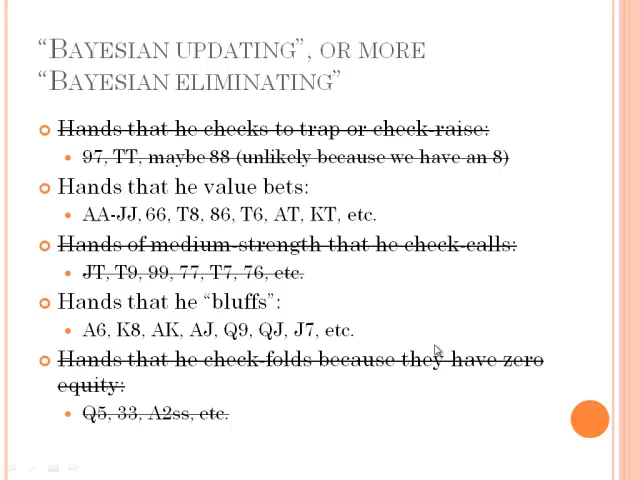 “BAYESIAN UPDATING”, OR MORE
“BAYESIAN ELIMINATING”
Hands that he checks to trap or check-raise:
97, TT, maybe 88 (unlikely because we have an 8)
Hands that he value bets:
AA-JJ, 66, T8, 86, T6, AT, KT, etc.
Hands of medium-strength that he check-calls:
JT, T9, 99, 77, T7, 76, etc.
Hands that he “bluffs”:
A6, K8, AK, AJ, Q9, QJ, J7, etc.
Hands that he check-folds because they have zero
equity:
Q5, 33, A2ss, etc.